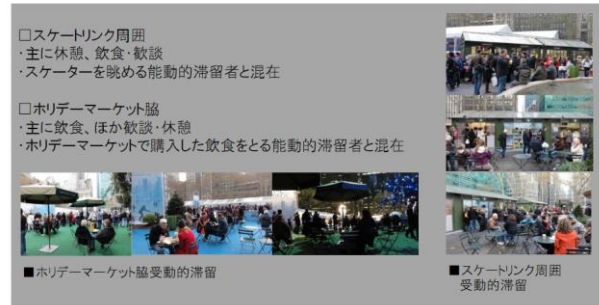 □スケートリンク周囲
・主に休憩、飲食・歓談
・スケーターを眺める能動的滞留者と混在
□ホリデーマーケット脇
・主に飲食、ほか歓談・休憩
・ホリデーマーケットで購入した飲食をとる能動的滞留者と混在
■ホリデーマーケット脇受動的滞留
■スケートリンク周囲
受動的滞留